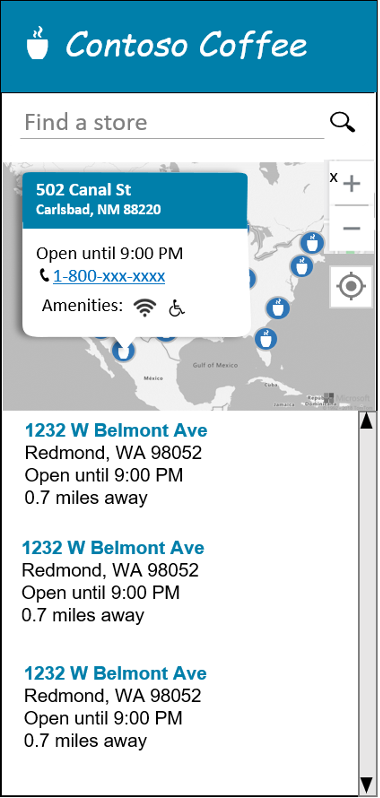 Contoso Coffee
Find a store
502 Canal St
Carlsbad, NM 88220
x
+
−
Open until 9:00 PM
1-800-xxx-xxxx
Amenities:
Gulf of Mexico
México
Cuba
Jamaica
Microsoft
1232 W Belmont Ave
Redmond, WA 98052
Open until 9:00 PM
0.7 miles away
1232 W Belmont Ave
Redmond, WA 98052
Open until 9:00 PM
0.7 miles away
1232 W Belmont Ave
Redmond, WA 98052
Open until 9:00 PM
0.7 miles away